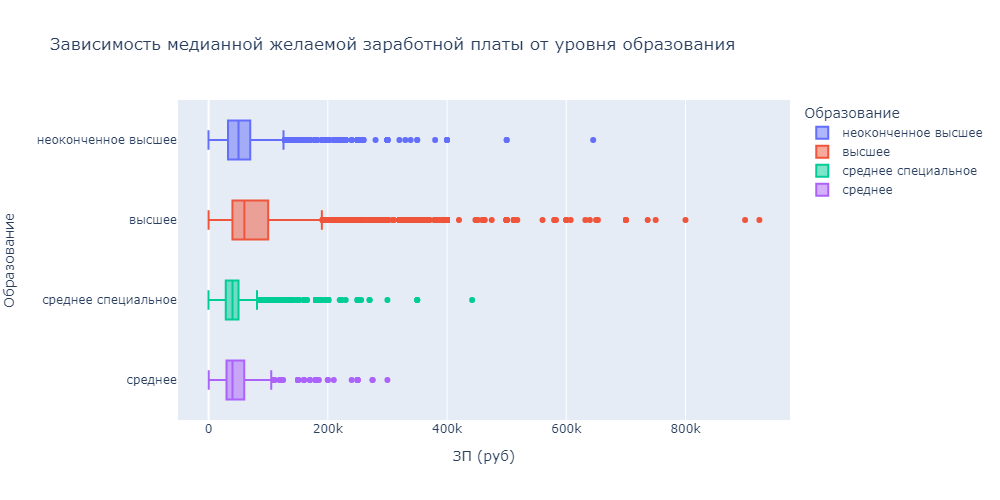 Зависимость медианной желаемой заработной платы от уровня образования
Образование
неоконченное высшее
высшее
среднее специальное
среднее
0
200k
400k
600k
800k
ЗП (руб)
Образование
неоконченное высшее
высшее
среднее специальное
среднее